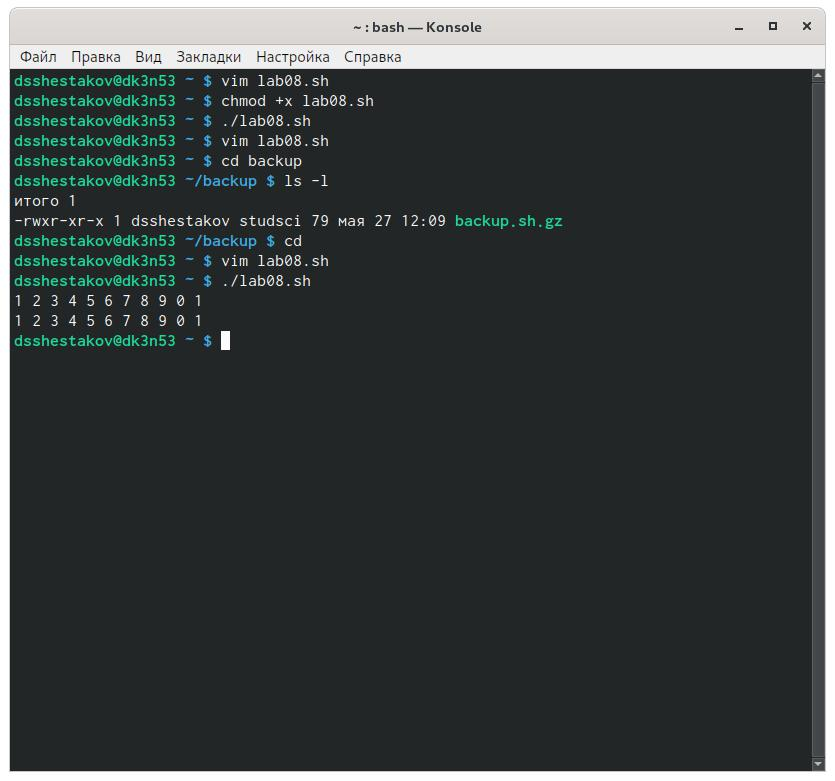 ~ : bash — Konsole
Файл Правка Вид Закладки Настройка Справка
dsshestakov@dk3n53 ~ $ vim lab08.sh
dsshestakov@dk3n53 ~ $ chmod +x lab08.sh
dsshestakov@dk3n53 ~ $ ./lab08.sh
dsshestakov@dk3n53 ~ $ vim lab08.sh
dsshestakov@dk3n53 ~ $ cd backup
dsshestakov@dk3n53 ~/backup $ ls -l
итого 1
-rwxr-xr-x 1 dsshestakov studsci 79 мая 27 12:09 backup.sh.gz
dsshestakov@dk3n53 ~/backup $ cd
dsshestakov@dk3n53 ~ $ vim lab08.sh
dsshestakov@dk3n53 ~ $ ./lab08.sh
1 2 3 4 5 6 7 8 9 0 1
1 2 3 4 5 6 7 8 9 0 1
dsshestakov@dk3n53 ~ $